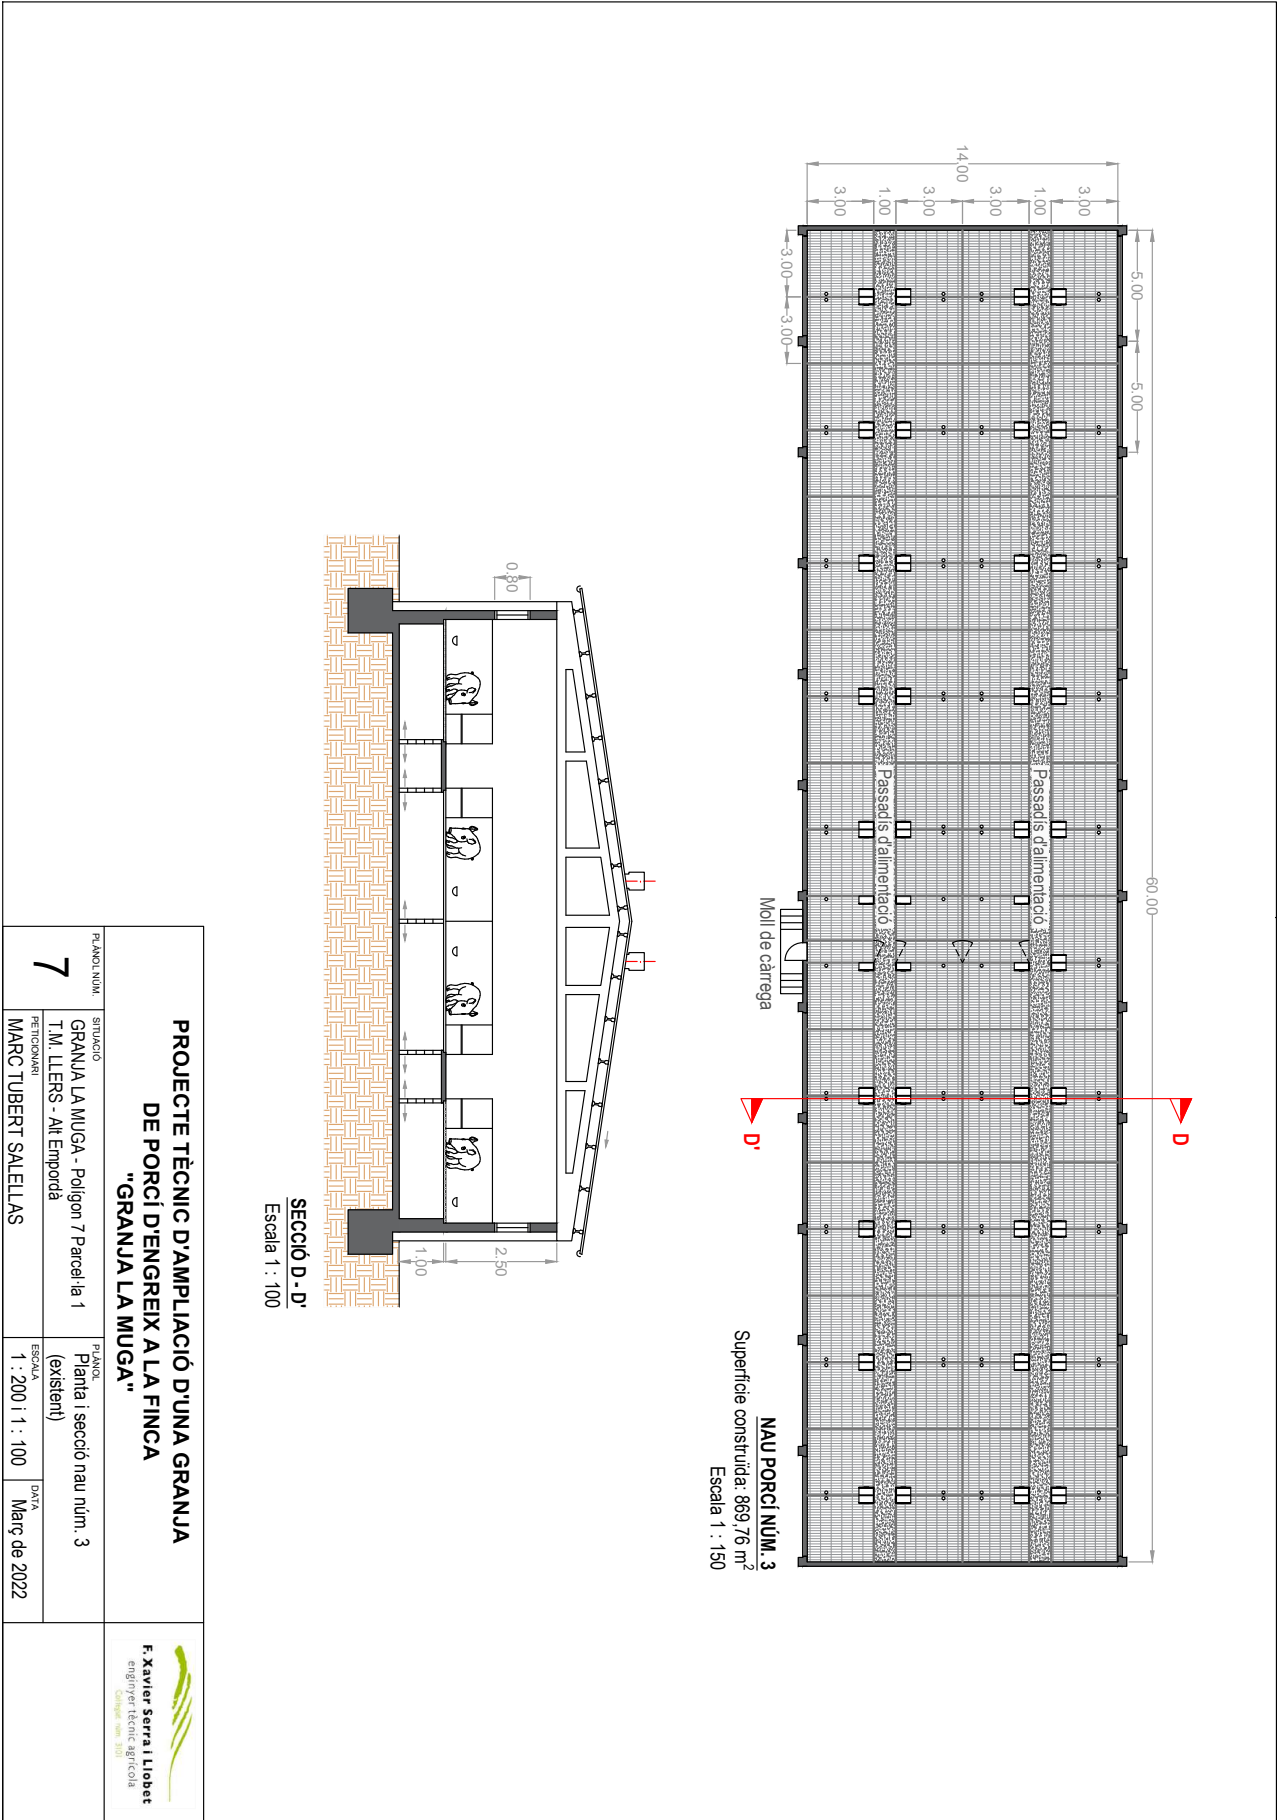 60.00
5.00
5.00
14.00
3.00
1.00
3.00
3.00
1.00
3.00
3.00
3.00
Passadís d'alimentació
Passadís d'alimentació
Moll de càrrega
D
D'
NAU PORCÍ NÚM. 3
Superfície construïda: 869,76 m²
Escala 1 : 150
0.80
2.50
1.00
SECCIÓ D - D'
Escala 1 : 100
PROJECTE TÈCNIC D'AMPLIACIÓ D'UNA GRANJA
DE PORCÍ D'ENGREIX A LA FINCA
"GRANJA LA MUGA"
F. Xavier Serra i Llobet
enginyer tècnic agrícola
Col·legiat núm. 3101
PLÀNOL NÚM.
7
SITUACIÓ
GRANJA LA MUGA - Polígon 7 Parcel·la 1
T.M. LLERS - Alt Empordà
PETICIONARI
MARC TUBERT SALELLAS
PLÀNOL
Planta i secció nau núm. 3
(existent)
ESCALA
1 : 200 i 1 : 100
DATA
Març de 2022